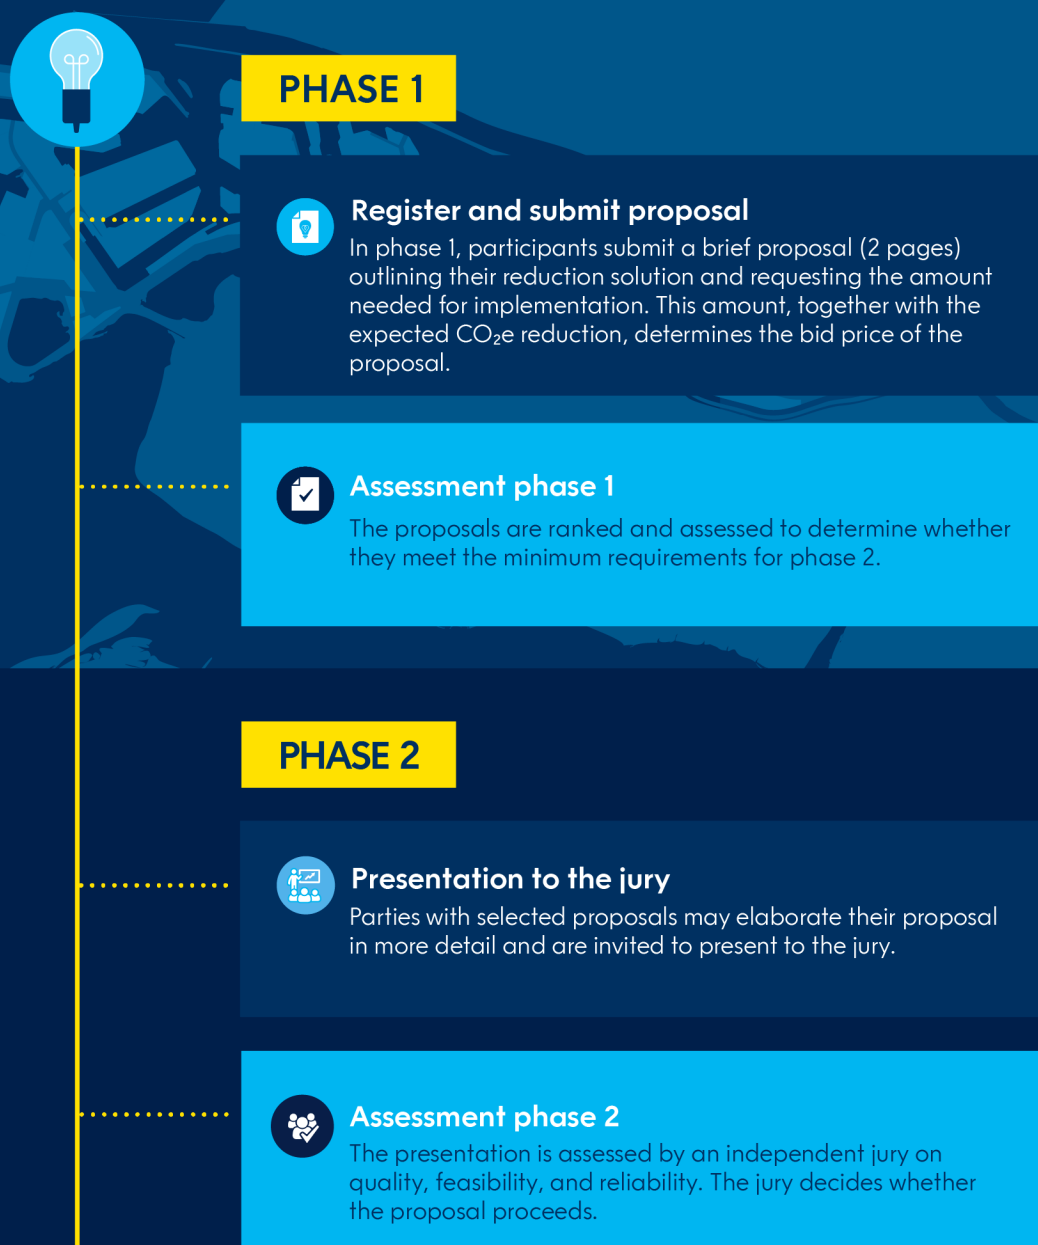 PHASE 1
Register and submit proposal
In phase 1, participants submit a brief proposal (2 pages)
outlining their reduction solution and requesting the amount
needed for implementation. This amount, together with the
expected CO₂e reduction, determines the bid price of the
proposal.
Assessment phase 1
The proposals are ranked and assessed to determine whether
they meet the minimum requirements for phase 2.
PHASE 2
Presentation to the jury
Parties with selected proposals may elaborate their proposal
in more detail and are invited to present to the jury.
Assessment phase 2
The presentation is assessed by an independent jury on
quality, feasibility, and reliability. The jury decides whether
the proposal proceeds.